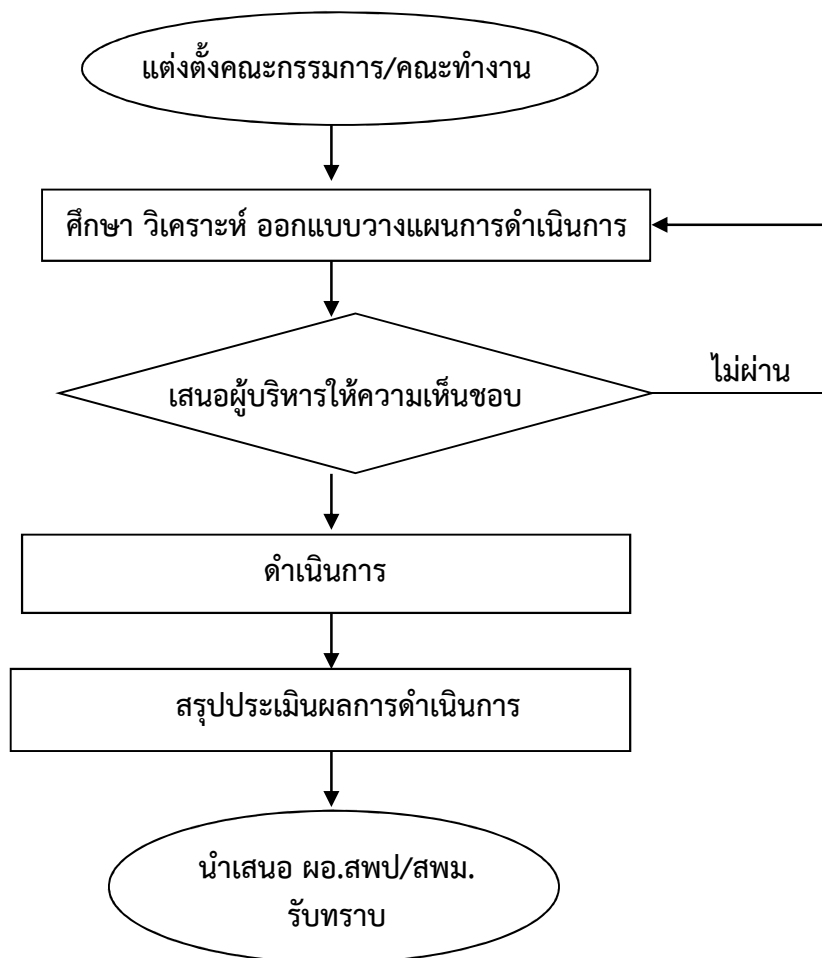 แต่งตั้งคณะกรรมการ/คณะทำงาน
ศึกษา วิเคราะห์ ออกแบบวางแผนการดำเนินการ
ไม่ผ่าน
เสนอผู้บริหารให้ความเห็นชอบ
ดำเนินการ
สรุปประเมินผลการดำเนินการ
นำเสนอ ผอ.สพป/สพม.
รับทราบ